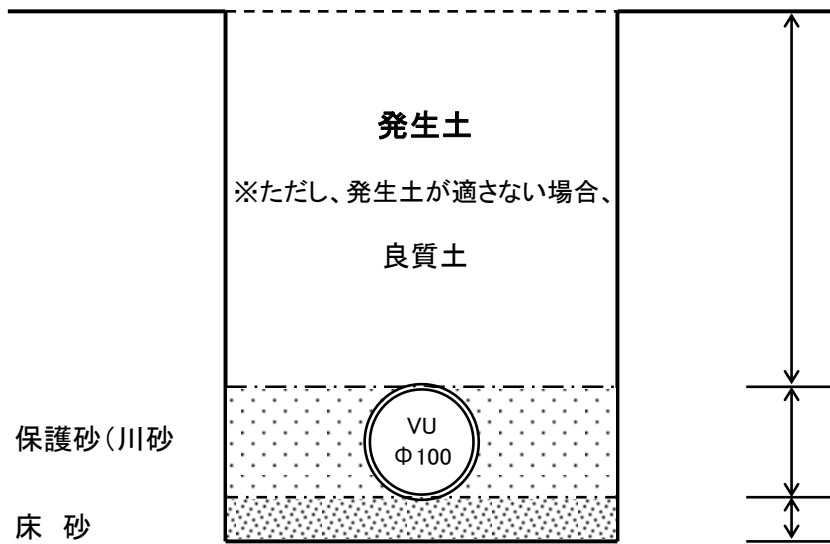 発生土
※ただし、発生土が適さない場合、
良質土
VU
Φ100
保護砂（川砂
床 砂